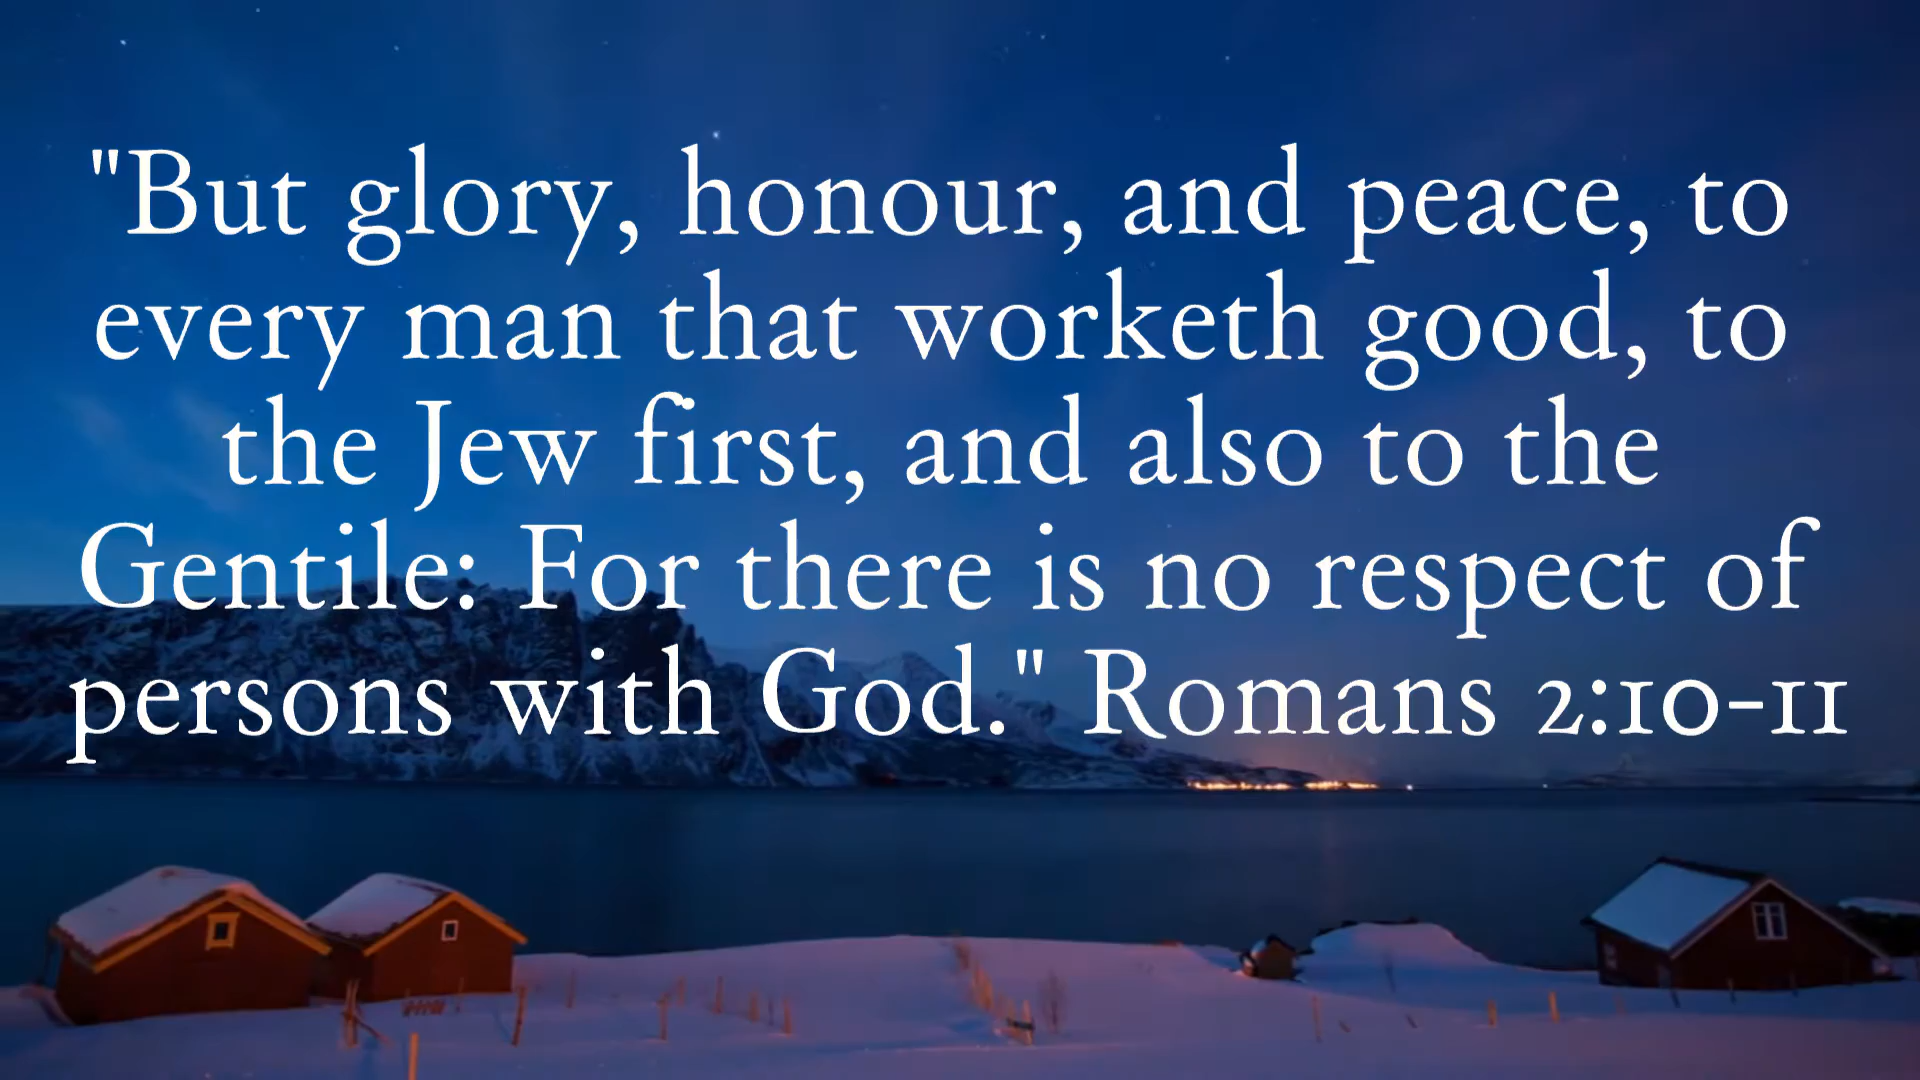 "But glory, honour, and peace, to
every man that worketh good, to
the Jew first, and also to the
Gentile: For there is no respect of
persons with God." Romans 2:10-11